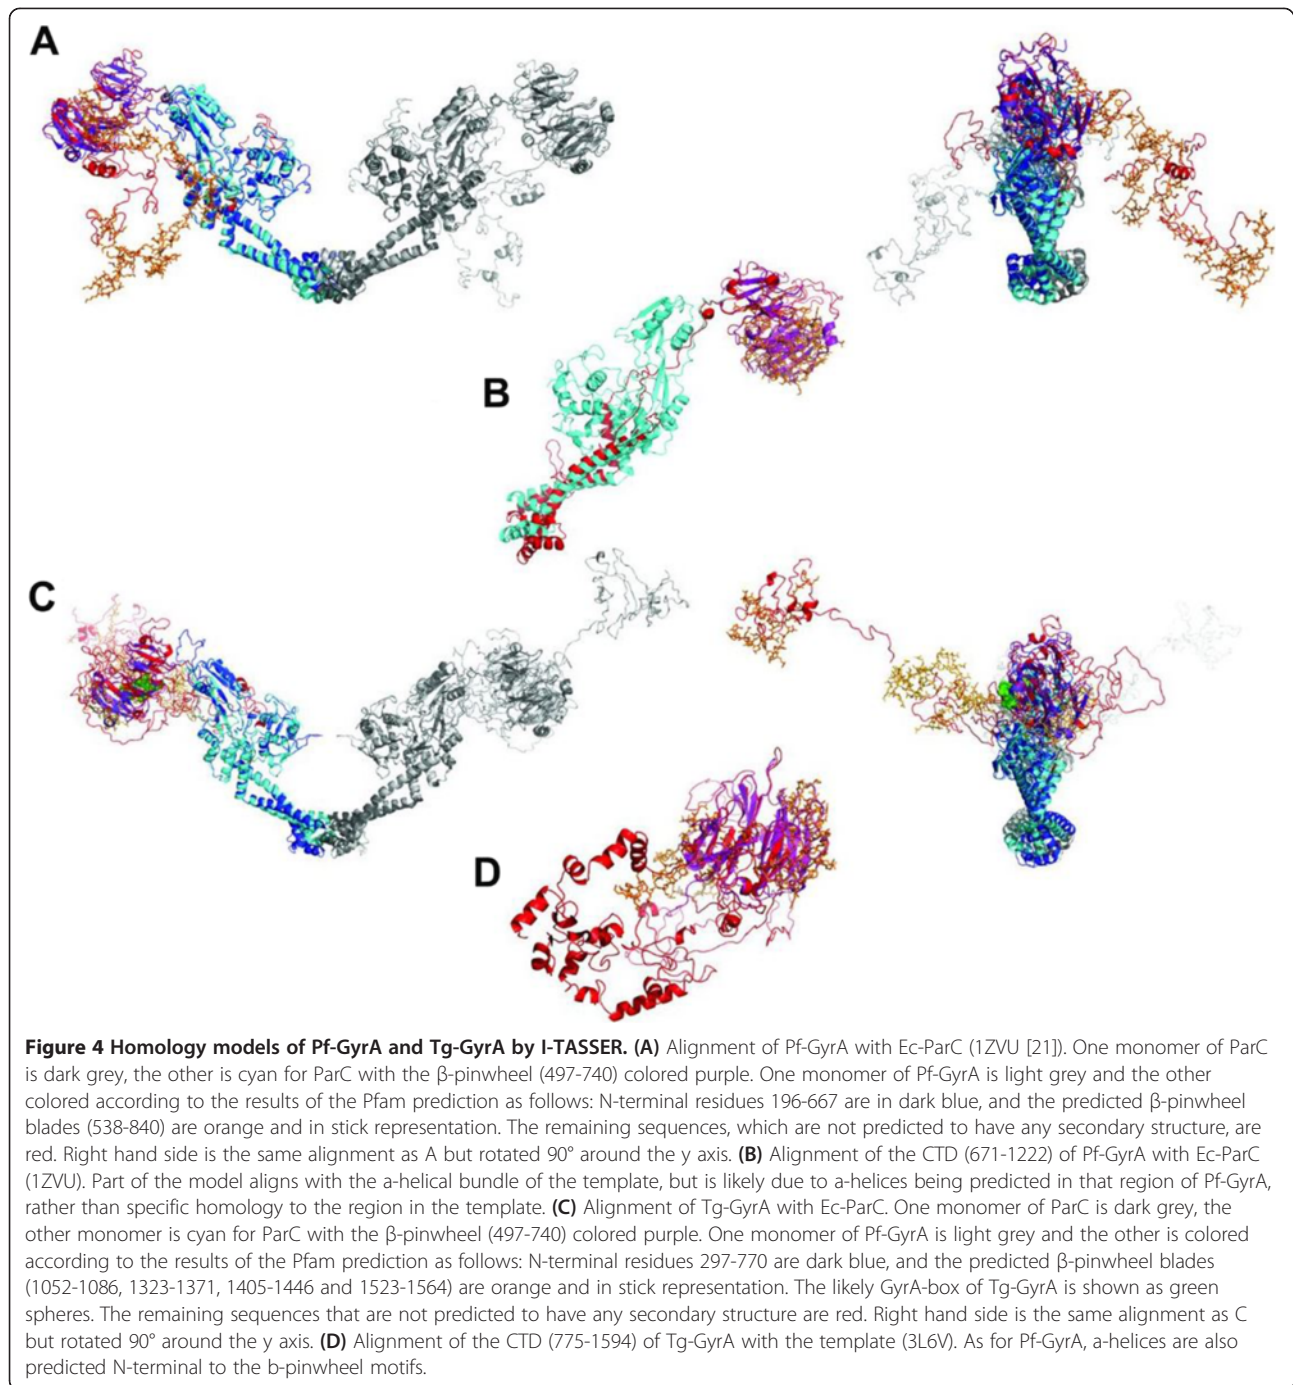 A
B
C
D
Figure 4 Homology models of Pf-GyrA and Tg-GyrA by I-TASSER. (A) Alignment of Pf-GyrA with Ec-ParC (1ZVU [21]). One monomer of ParC
is dark grey, the other is cyan for ParC with the β-pinwheel (497-740) colored purple. One monomer of Pf-GyrA is light grey and the other
colored according to the results of the Pfam prediction as follows: N-terminal residues 196-667 are in dark blue, and the predicted β-pinwheel
blades (538-840) are orange and in stick representation. The remaining sequences, which are not predicted to have any secondary structure, are
red. Right hand side is the same alignment as A but rotated 90° around the y axis. (B) Alignment of the CTD (671-1222) of Pf-GyrA with Ec-ParC
(1ZVU). Part of the model aligns with the a-helical bundle of the template, but is likely due to a-helices being predicted in that region of Pf-GyrA,
rather than specific homology to the region in the template. (C) Alignment of Tg-GyrA with Ec-ParC. One monomer of ParC is dark grey, the
other monomer is cyan for ParC with the β-pinwheel (497-740) colored purple. One monomer of Pf-GyrA is light grey and the other is colored
according to the results of the Pfam prediction as follows: N-terminal residues 297-770 are dark blue, and the predicted β-pinwheel blades
(1052-1086, 1323-1371, 1405-1446 and 1523-1564) are orange and in stick representation. The likely GyrA-box of Tg-GyrA is shown as green
spheres. The remaining sequences that are not predicted to have any secondary structure are red. Right hand side is the same alignment as C
but rotated 90° around the y axis. (D) Alignment of the CTD (775-1594) of Tg-GyrA with the template (3L6V). As for Pf-GyrA, a-helices are also
predicted N-terminal to the b-pinwheel motifs.